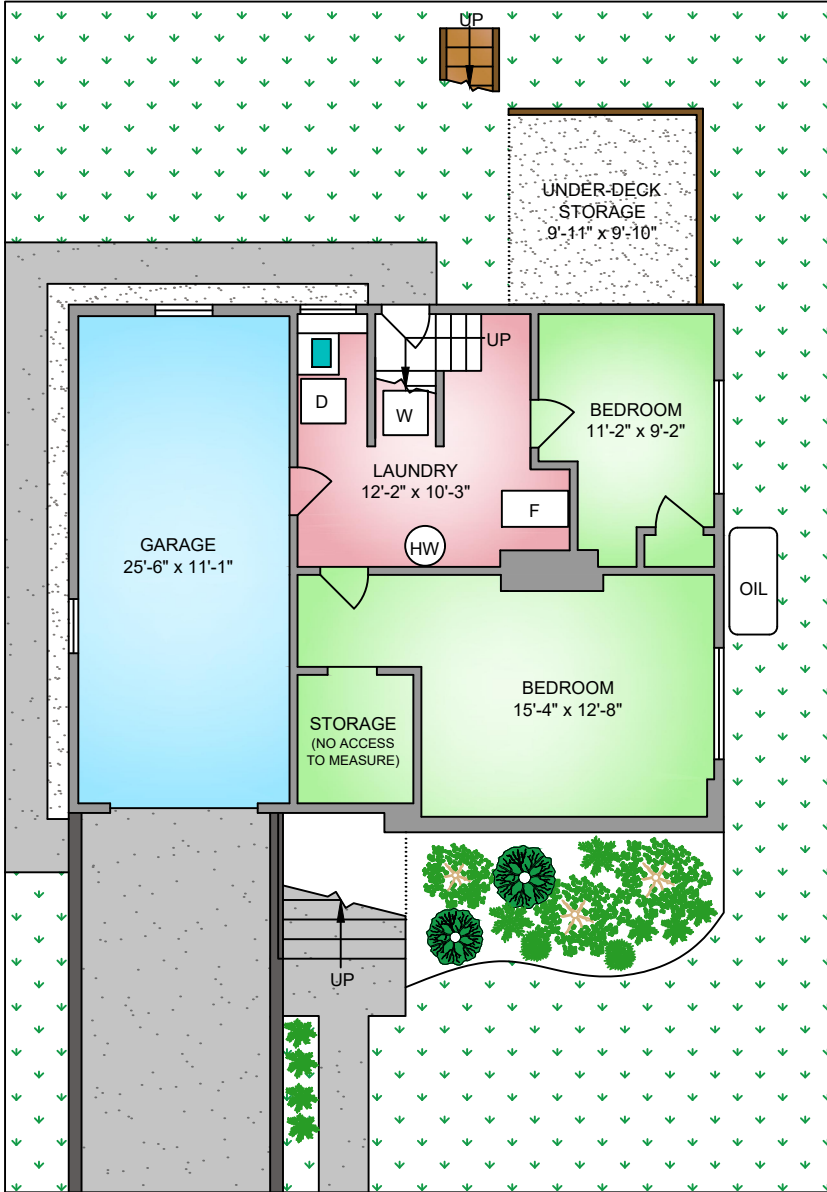 UP
UNDER-DECK
STORAGE
9'-11" x 9'-10"
UP
D
W
BEDROOM
11'-2" x 9'-2"
LAUNDRY
12'-2" x 10'-3"
F
HW
GARAGE
25'-6" x 11'-1"
OIL
BEDROOM
15'-4" x 12'-8"
STORAGE
(NO ACCESS
TO MEASURE)
UP